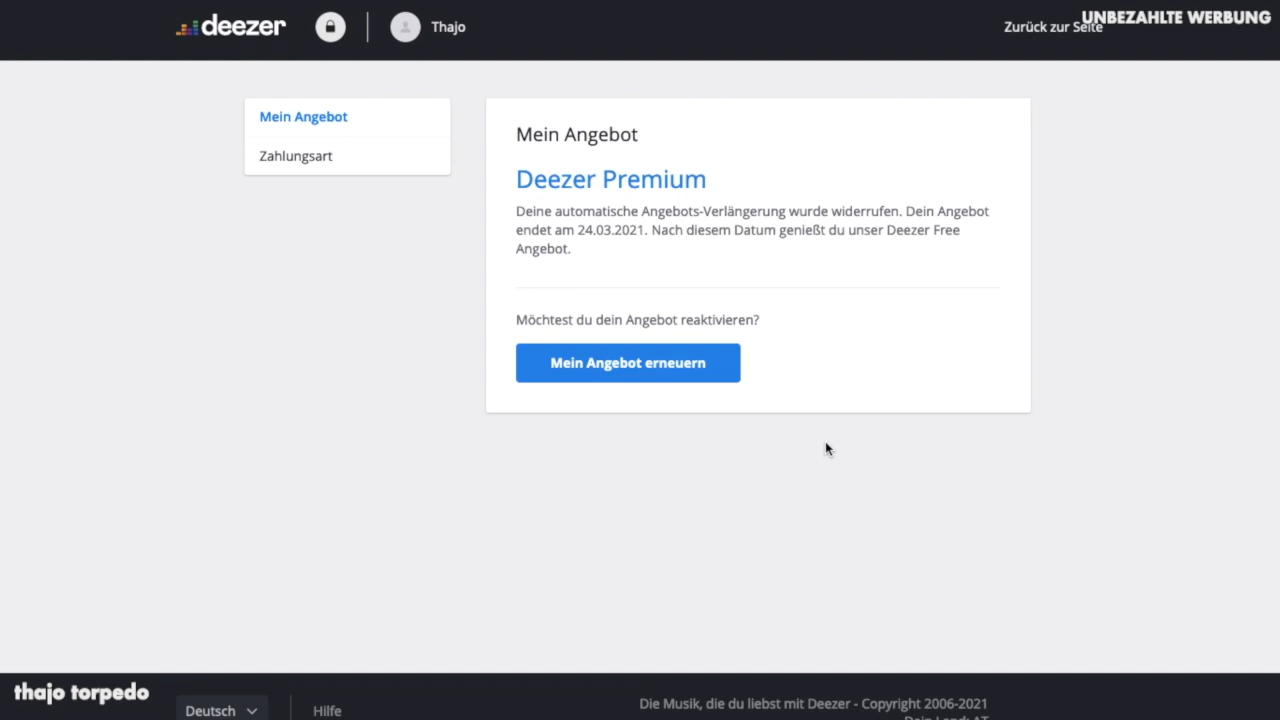 deezer
Thajo
Zurück zur Seite
UNBEZAHLTE WERBUNG
Mein Angebot
Zahlungsart
Mein Angebot
Deezer Premium
Deine automatische Angebots-Verlängerung wurde widerrufen. Dein Angebot
endet am 24.03.2021. Nach diesem Datum genießt du unser Deezer Free
Angebot.
Möchtest du dein Angebot reaktivieren?
Mein Angebot erneuern
thajo torpedo
Deutsch
Hilfe
Die Musik, die du liebst mit Deezer - Copyright 2006-2021
Dein Land: AT